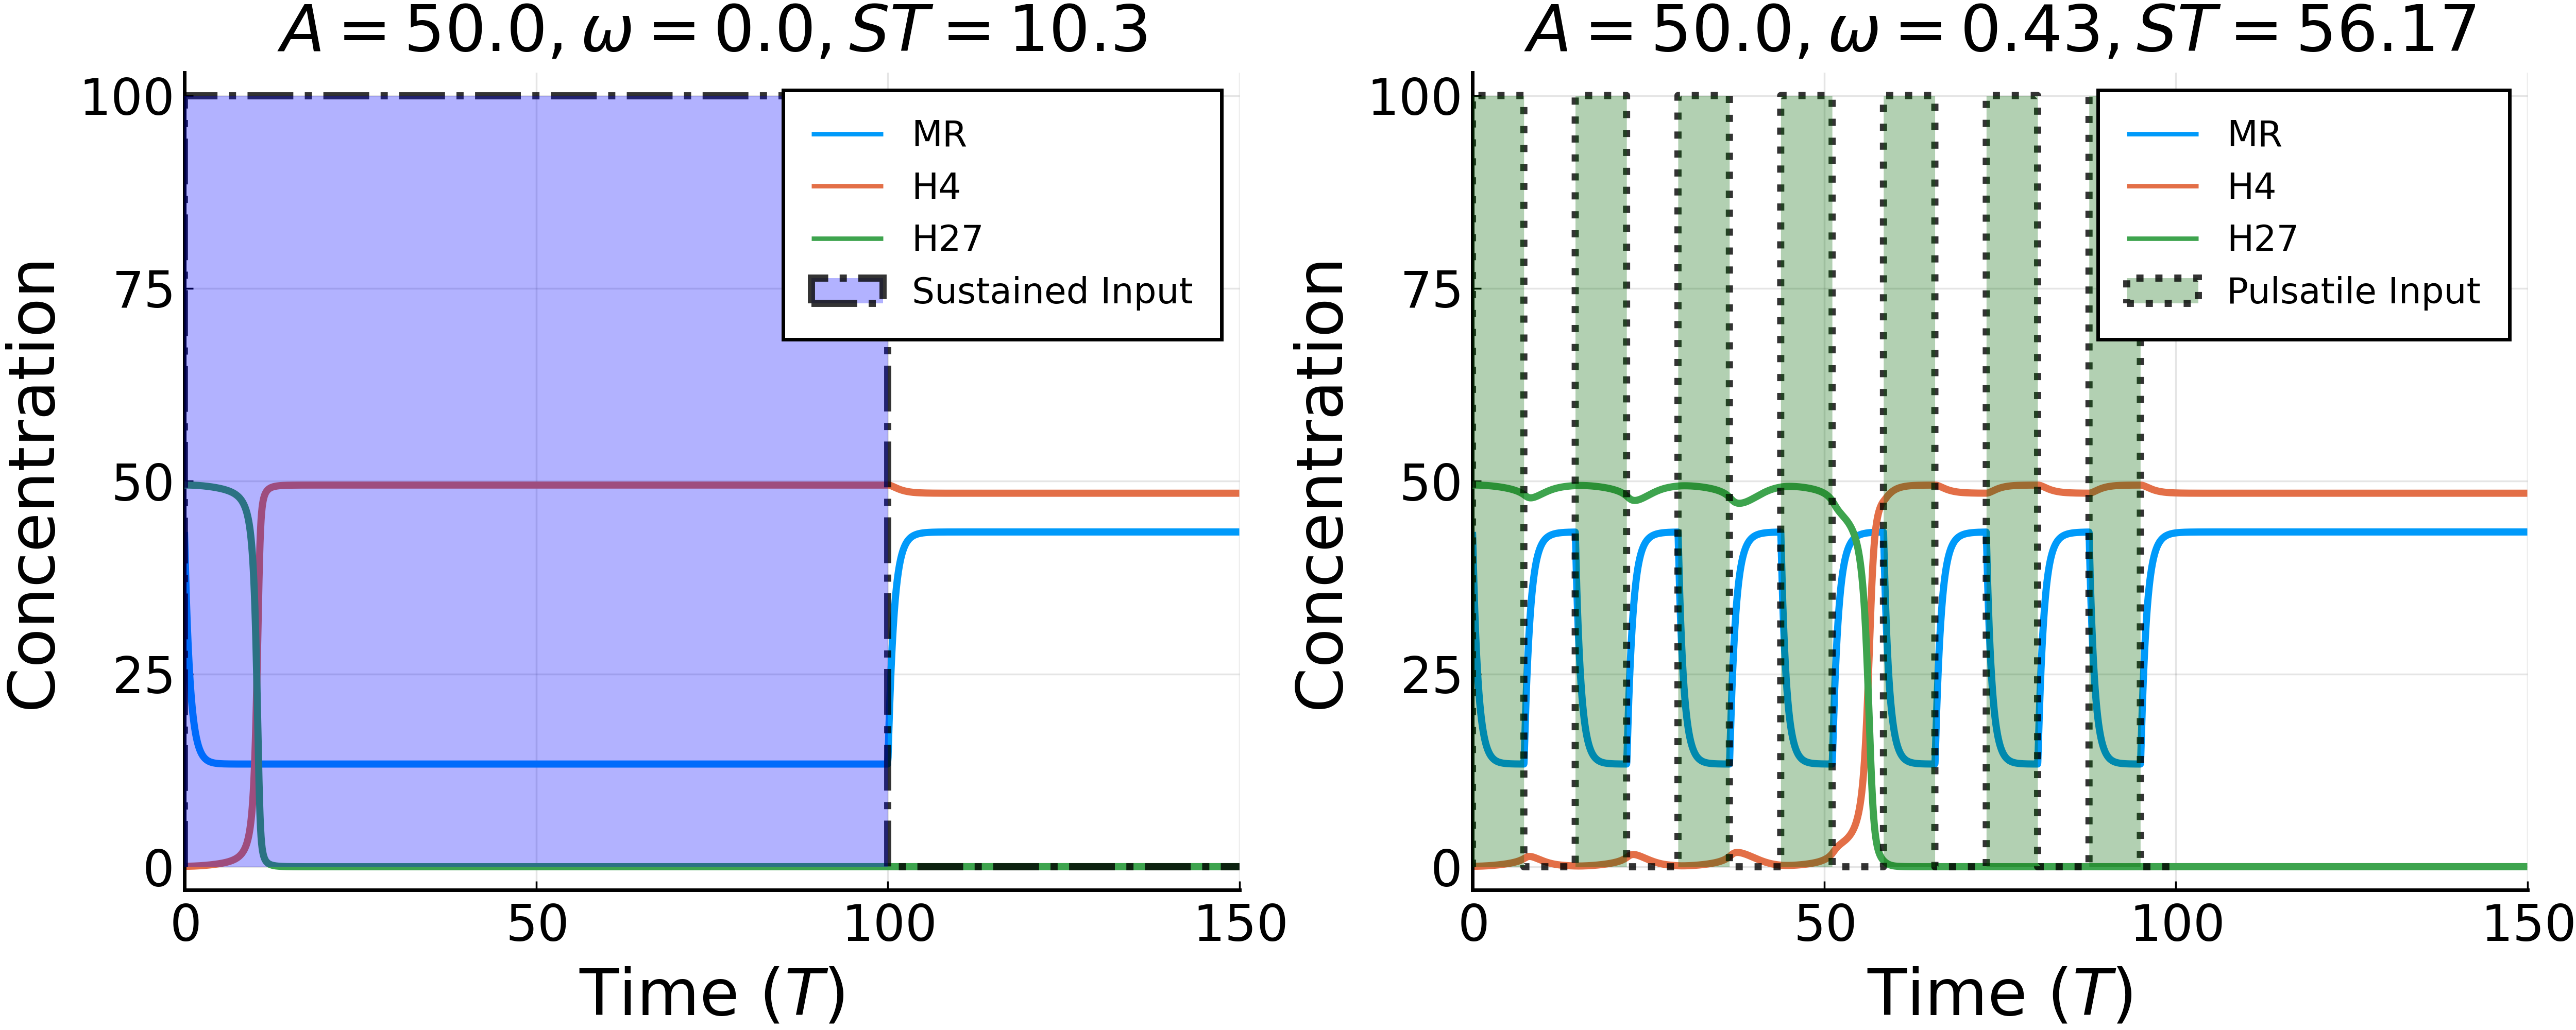 A = 50.0, ω = 0.0, ST = 10.3
Concentration
100
75
50
25
0
MR
H4
H27
Sustained Input
0 50 100 150
Time (T)
A = 50.0, ω = 0.43, ST = 56.17
Concentration
100
75
50
25
0
MR
H4
H27
Pulsatile Input
0 50 100 150
Time (T)